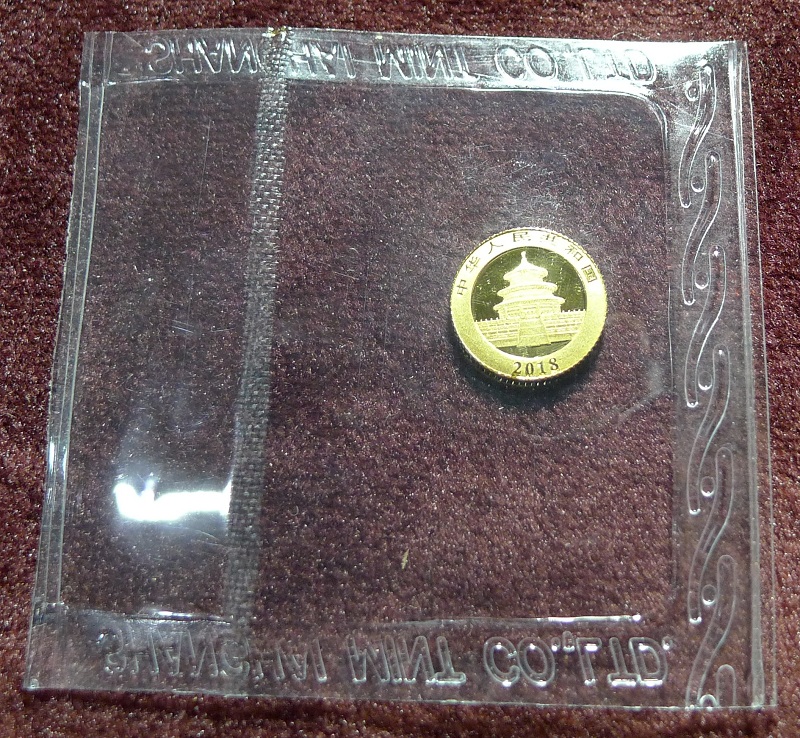 SHANGHAI MINT CO.,LTD
中华人民共和国
2018
SHANGHAI MINT CO.,LTD.